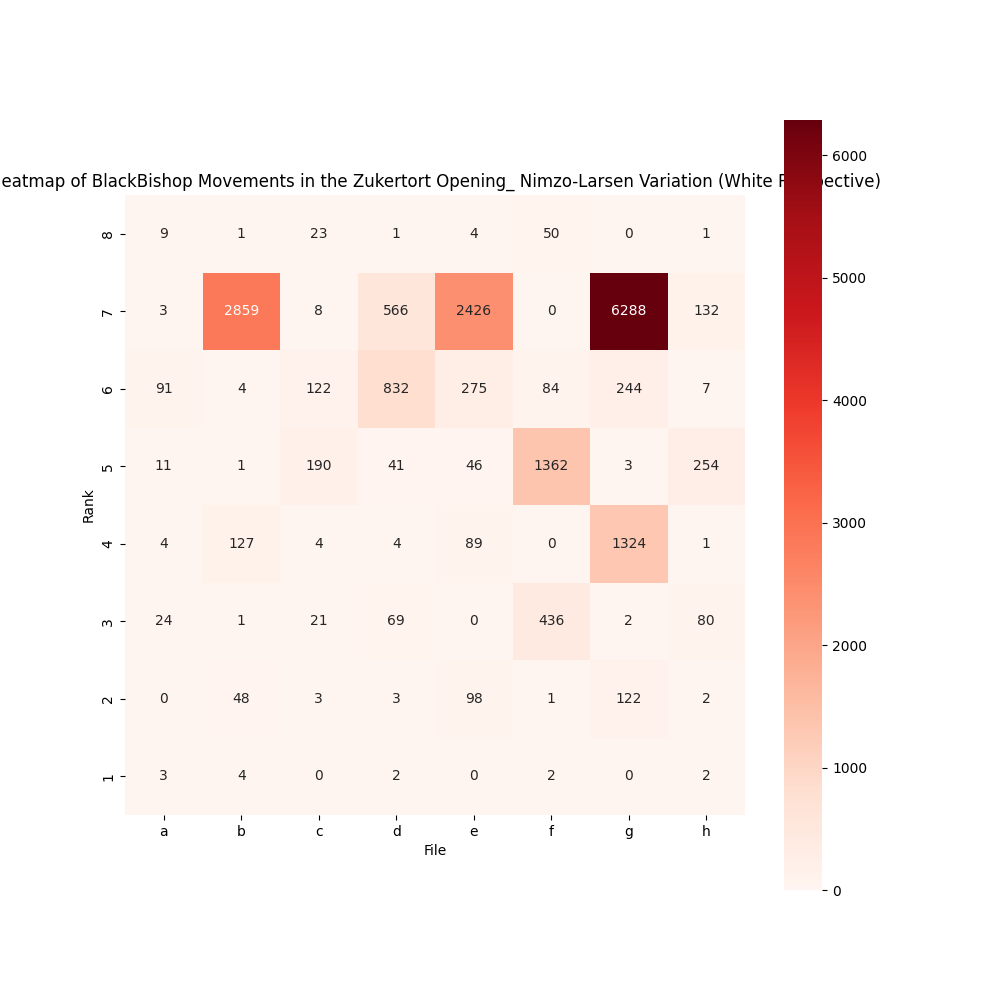 eatmap of BlackBishop Movements in the Zukertort Opening_ Nimzo-Larsen Variation (White pective)
6000
8 9 1 23 1 4 50 0 1
5000
7 3 2859 8 566 2426 0 6288 132
6 91 4 122 832 275 84 244 7
4000
5 11 1 190 41 46 1362 3 254
Rank
3000
4 4 127 4 4 89 0 1324 1
3 24 1 21 69 0 436 2 80
2000
2 0 48 3 3 98 1 122 2
1000
1 3 4 0 2 0 2 0 2
a b c d e f g h
File
0